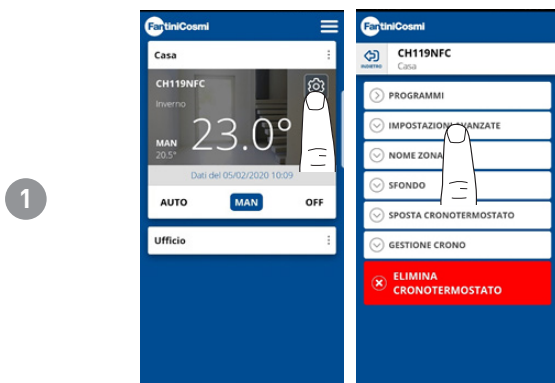 1
FantiniCosmi
Casa
CH119NFC
Inverno
23.0°
MAN
20.5°
Dati del 05/02/2020 10:09
AUTO MAN OFF
Ufficio
FantiniCosmi
INDIETRO
CH119NFC
Casa
PROGRAMMI
IMPOSTAZIONI AVANZATE
NOME ZONA
SFONDO
SPOSTA CRONOTERMOSTATO
GESTIONE CRONO
ELIMINA
CRONOTERMOSTATO